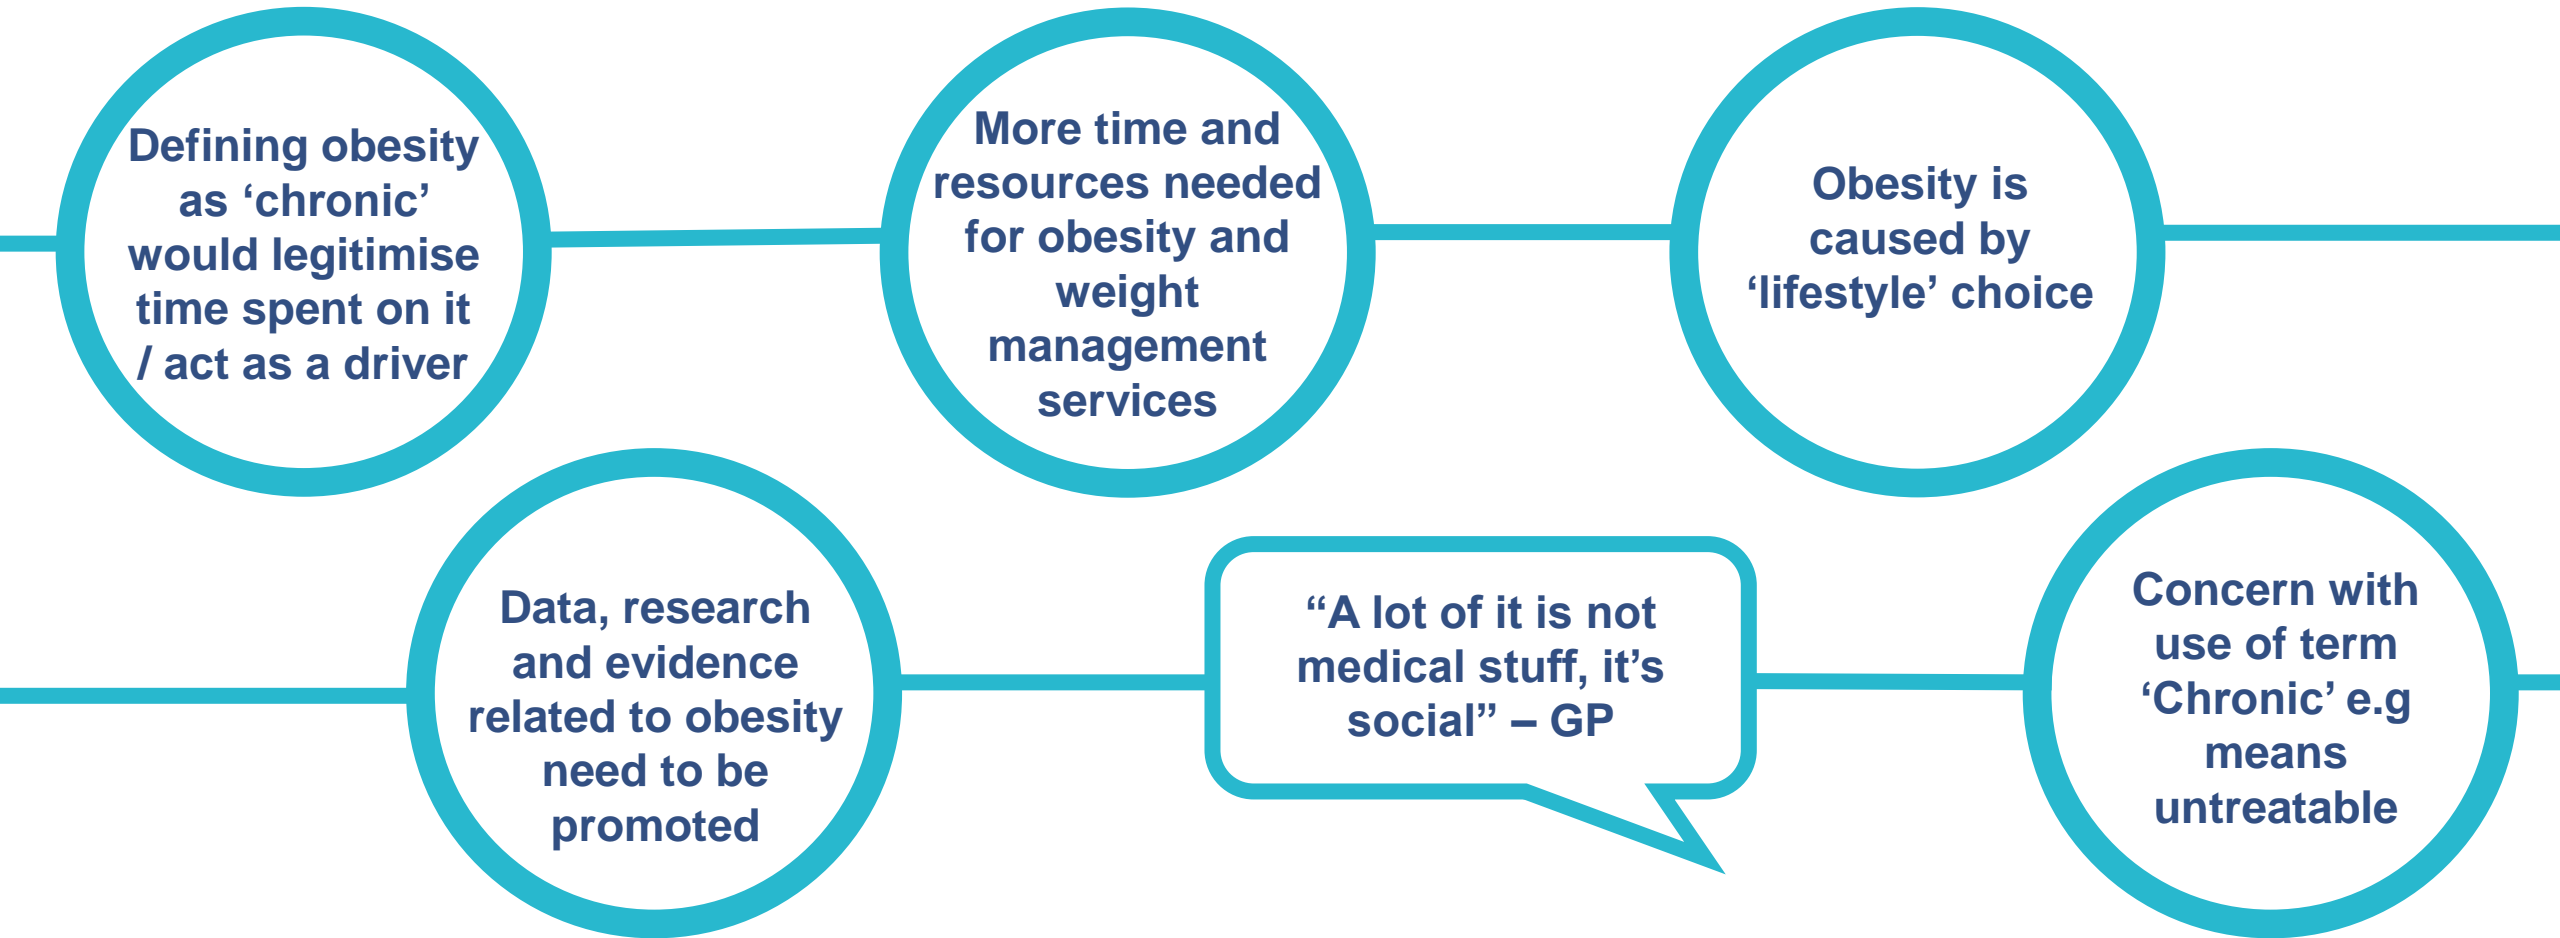 Defining obesity
as ‘chronic’
would legitimise
time spent on it
/ act as a driver
More time and
resources needed
for obesity and
weight
management
services
Obesity is
caused by
‘lifestyle’ choice
Data, research
and evidence
related to obesity
need to be
promoted
“A lot of it is not
medical stuff, it’s
social” – GP
Concern with
use of term
‘Chronic’ e.g
means
untreatable